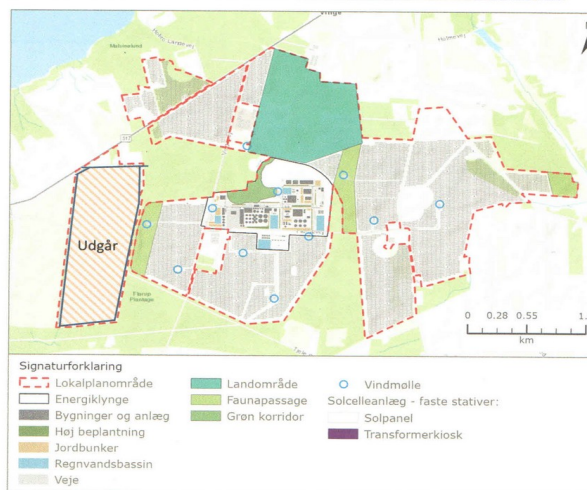 Udgår
0 0.28 0.55 1.
km
Signaturforklaring
Lokalplanområde
Energiklynge
Bygninger og anlæg
Høj beplantning
Jordbunker
Regnvandsbassin
Veje
Landområde
Faunapassage
Grøn korridor
Vindmølle
Solcelleanlæg - faste stativer:
Solpanel
Transformerkiosk